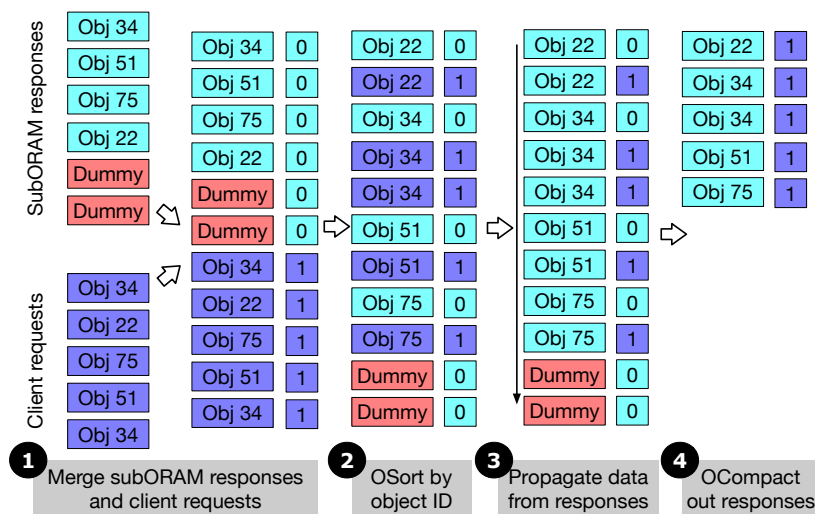 SubORAM responses
Obj 34
Obj 51
Obj 75
Obj 22
Dummy
Dummy
Client requests
Obj 34
Obj 22
Obj 75
Obj 51
Obj 34
Obj 34 0
Obj 51 0
Obj 75 0
Obj 22 0
Dummy 0
Dummy 0
Obj 34 1
Obj 22 1
Obj 75 1
Obj 51 1
Obj 34 1
1
Merge subORAM responses
and client requests
Obj 22 0
Obj 22 1
Obj 34 0
Obj 34 1
Obj 34 1
Obj 51 0
Obj 51 1
Obj 75 0
Obj 75 1
Dummy 0
Dummy 0
2
OSort by
object ID
Obj 22 0
Obj 22 1
Obj 34 0
Obj 34 1
Obj 34 1
Obj 51 0
Obj 51 1
Obj 75 0
Obj 75 1
Dummy 0
Dummy 0
3
Propagate data
from responses
Obj 22 1
Obj 34 1
Obj 34 1
Obj 51 1
Obj 75 1
4
OCompact
out responses